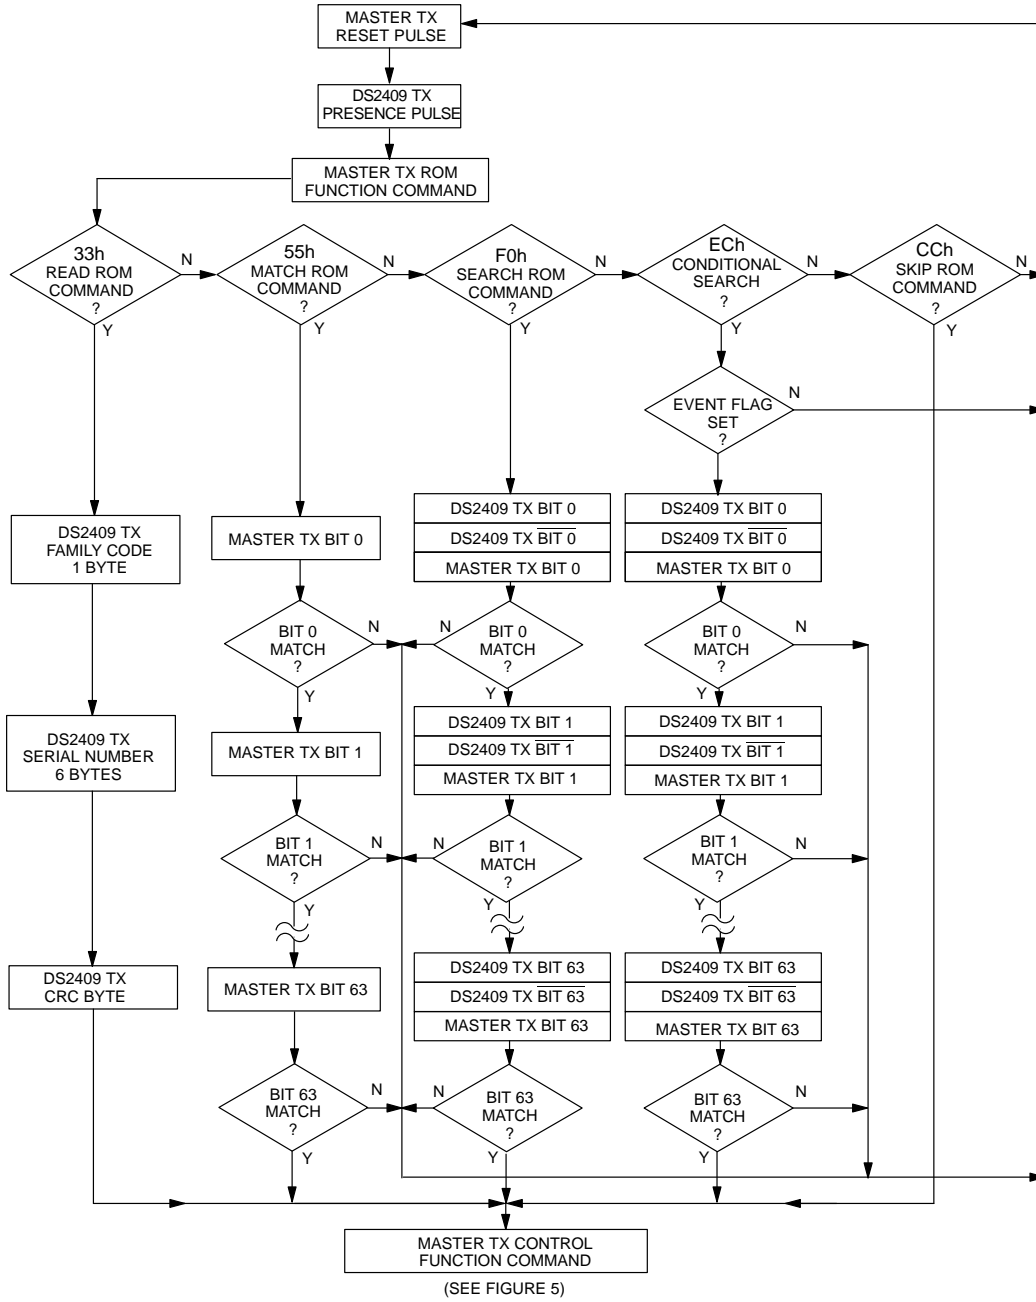 MASTER TX
RESET PULSE
DS2409 TX
PRESENCE PULSE
MASTER TX ROM
FUNCTION COMMAND
33h
READ ROM
COMMAND
?
N
Y
55h
MATCH ROM
COMMAND
?
N
Y
F0h
SEARCH ROM
COMMAND
?
N
Y
ECh
CONDITIONAL
SEARCH
?
N
Y
CCh
SKIP ROM
COMMAND
?
N
Y
EVENT FLAG
SET
?
N
Y
DS2409 TX
FAMILY CODE
1 BYTE
DS2409 TX
SERIAL NUMBER
6 BYTES
DS2409 TX
CRC BYTE
MASTER TX BIT 0
BIT 0
MATCH
?
N
Y
MASTER TX BIT 1
BIT 1
MATCH
?
N
Y
MASTER TX BIT 63
BIT 63
MATCH
?
N
Y
DS2409 TX BIT 0
DS2409 TX B̅I̅T̅ ̅0̅
MASTER TX BIT 0
BIT 0
MATCH
?
N
Y
DS2409 TX BIT 1
DS2409 TX B̅I̅T̅ ̅1̅
MASTER TX BIT 1
BIT 1
MATCH
?
N
Y
DS2409 TX BIT 63
DS2409 TX B̅I̅T̅ ̅6̅3̅
MASTER TX BIT 63
BIT 63
MATCH
?
N
Y
DS2409 TX BIT 0
DS2409 TX B̅I̅T̅ ̅0̅
MASTER TX BIT 0
BIT 0
MATCH
?
N
Y
DS2409 TX BIT 1
DS2409 TX B̅I̅T̅ ̅1̅
MASTER TX BIT 1
BIT 1
MATCH
?
N
Y
DS2409 TX BIT 63
DS2409 TX B̅I̅T̅ ̅6̅3̅
MASTER TX BIT 63
BIT 63
MATCH
?
N
Y
MASTER TX CONTROL
FUNCTION COMMAND
(SEE FIGURE 5)